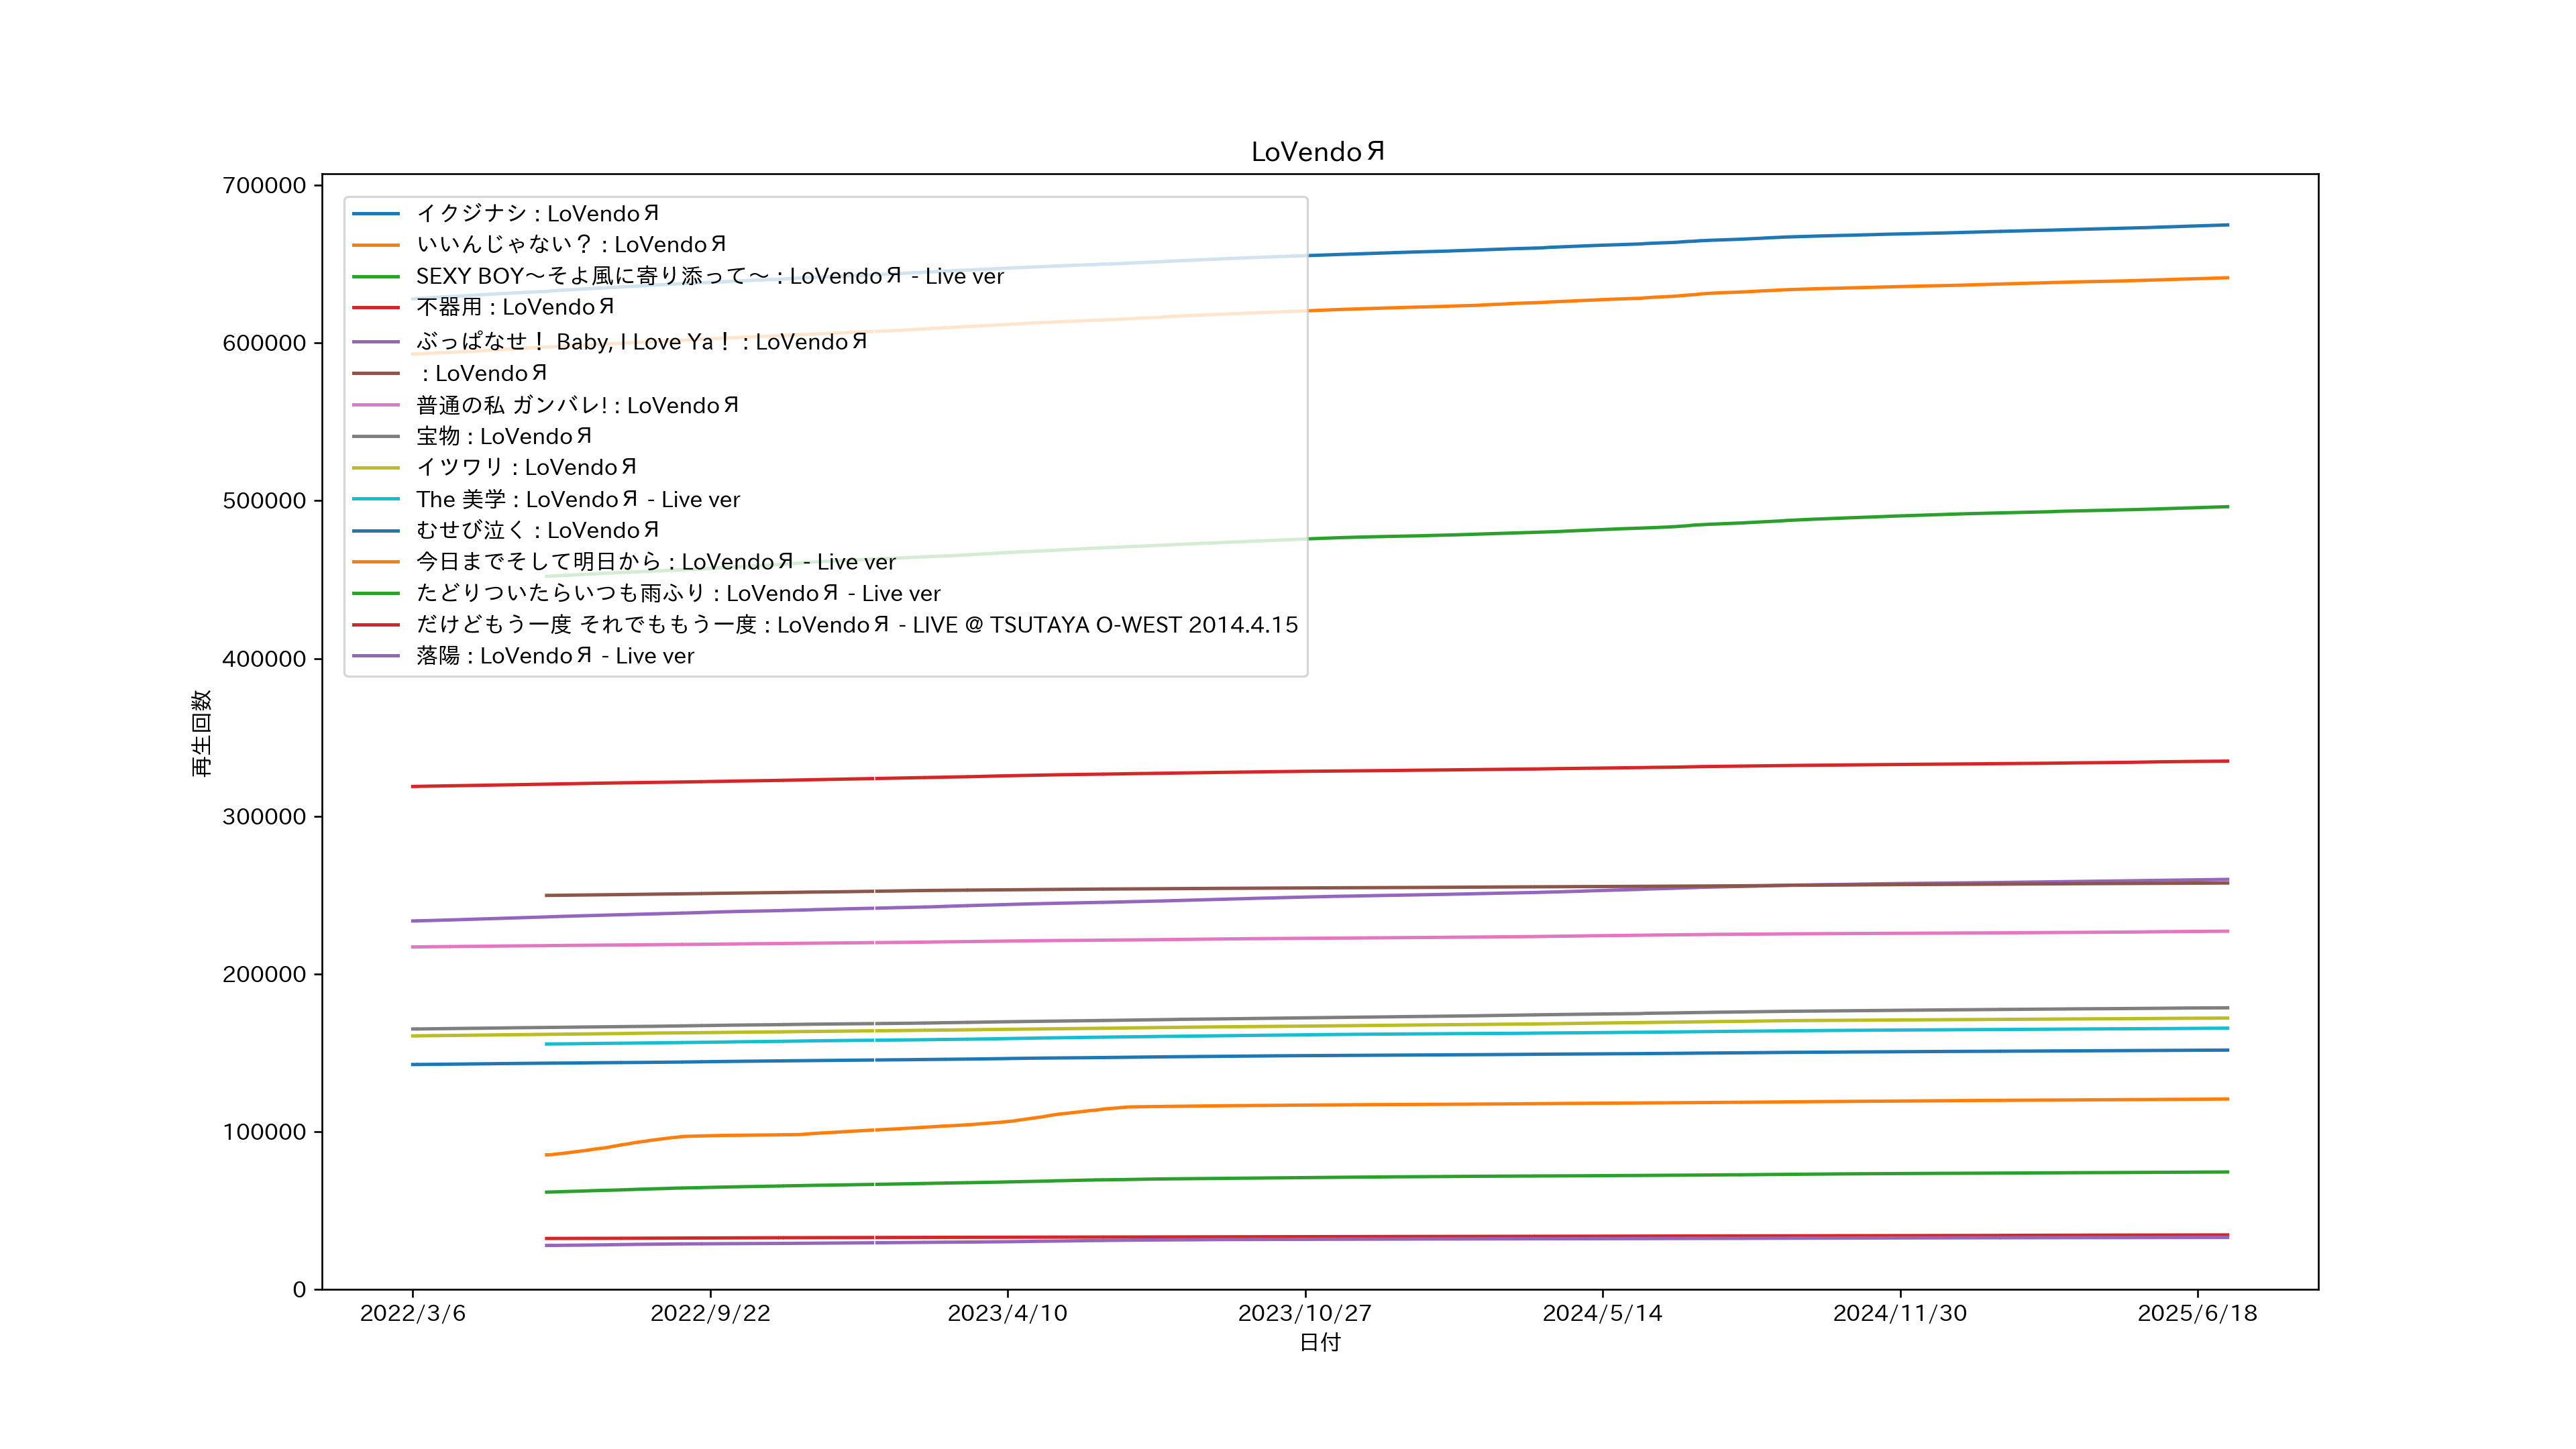 LoVendoЯ
700000
600000
500000
400000
300000
200000
100000
0
再生回数
イクジナシ : LoVendoЯ
いいんじゃない？ : LoVendoЯ
SEXY BOY～そよ風に寄り添って～ : LoVendoЯ - Live ver
不器用 : LoVendoЯ
ぶっぱなせ！ Baby, I Love Ya！ : LoVendoЯ
: LoVendoЯ
普通の私 ガンバレ! : LoVendoЯ
宝物 : LoVendoЯ
イツワリ : LoVendoЯ
The 美学 : LoVendoЯ - Live ver
むせび泣く : LoVendoЯ
今日までそして明日から : LoVendoЯ - Live ver
たどりついたらいつも雨ふり : LoVendoЯ - Live ver
だけどもう一度 それでももう一度 : LoVendoЯ - LIVE @ TSUTAYA O-WEST 2014.4.15
落陽 : LoVendoЯ - Live ver
2022/3/6 2022/9/22 2023/4/10 2023/10/27 2024/5/14 2024/11/30 2025/6/18
日付